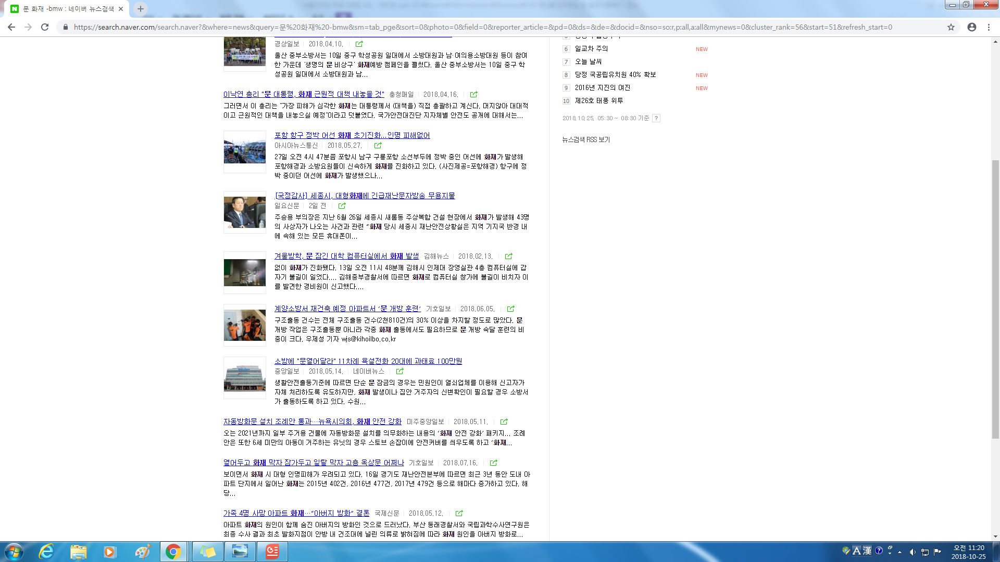 문 화재 -bmw : 네이버 뉴스검색
https://search.naver.com/search.naver?&where=news&query=문%20화재%20-bmw&sm=tab_pge&sort=0&photo=0&field=0&reporter_article=&pd=0&ds=&de=&docid=&nso=so:r,p:all,a:all&mynews=0&cluster_rank=56&start=51&refresh_start=0
경상일보 2018.04.10.
울산 중부소방서는 10일 중구 학성공원 일대에서 소방대원과 남·여의용소방대원 등이 참여
한 가운데 '생명의 문 비상구' 화재예방 캠페인을 펼쳤다. 울산 중부소방서는 10일 중구 학
성공원 일대에서 소방대원과 남...
이낙연 총리 "문 대통령, 화재 근원적 대책 내놓을 것" 충청매일 2018.04.16.
그러면서 이 총리는 "가장 피해가 심각한 화재는 대통령께서 (대책을) 직접 총괄하고 계신다. 머지않아 대대적
이고 근원적인 대책을 내놓으실 예정"이라고 덧붙였다. 국가안전대진단 지자체별 안전도 공개에 대해서는...
포항 항구 정박 어선 화재 초기진화...인명 피해없어
아시아뉴스통신 2018.05.27.
27일 오전 4시 47분쯤 포항시 남구 구룡포항 소선부두에 정박 중인 어선에 화재가 발생해
포항해경과 소방요원들이 신속하게 화재를 진화하고 있다. (사진제공=포항해경) 항구에 정
박 중이던 어선에 화재가 발생했으나...
[국정감사] 세종시, 대형화재에 긴급재난문자방송 무용지물
일요신문 2일 전
주승용 부의장은 지난 6월 26일 세종시 새롬동 주상복합 건설 현장에서 화재가 발생해 43명
의 사상자가 나오는 사건과 관련 “화재 당시 세종시 재난안전상황실은 지역 기지국 반경 내
에 속해 있는 모든 휴대폰이...
겨울방학, 문 잠긴 대학 컴퓨터실에서 화재 발생 김해뉴스 2018.02.13.
없이 화재가 진화됐다. 13일 오전 11시 48분께 김해시 인제대 장영실관 4층 컴퓨터실에 갑
자기 불길이 일었다.... 김해중부경찰서에 따르면 화재로 컴퓨터실 창가에 불길이 비치자 이
를 발견한 경비원이 신고했다....
계양소방서 재건축 예정 아파트서 ‘문 개방 훈련’ 기호일보 2018.06.05.
구조출동 건수는 전체 구조출동 건수(2천810건)의 30% 이상을 차지할 정도로 많았다. 문
개방 작업은 구조출동뿐 아니라 각종 화재 출동에서도 필요하므로 문 개방 숙달 훈련의 비
중이 크다. 우제성 기자 wjs@kihoilbo.co.kr
소방에 "문열어달라" 11차례 욕설전화 20대에 과태료 100만원
중앙일보 2018.05.14. 네이버뉴스
생활안전출동기준에 따르면 단순 문 잠금의 경우는 민원인이 열쇠업체를 이용해 신고자가
자체 처리하도록 유도하지만, 화재 발생이나 집안 거주자의 신변확인이 필요할 경우 소방서
가 출동하도록 하고 있다. 수원...
자동방화문 설치 조례안 통과…뉴욕시의회, 화재 안전 강화 미주중앙일보 2018.05.11.
오는 2021년까지 일부 주거용 건물에 자동방화문 설치를 의무화하는 내용의 ‘화재 안전 강화’ 패키지... 조례
안은 또한 6세 미만의 아동이 거주하는 유닛의 경우 스토브 손잡이에 안전커버를 씌우도록 하고 ‘화재...
열어두고 화재 막자 잠가두고 일탈 막자 고층 옥상문 어쩌나 기호일보 2018.07.16.
보이면서 화재 시 대형 인명피해가 우려되고 있다. 16일 경기도 재난안전본부에 따르면 최근 3년 동안 도내 아
파트 단지에서 일어난 화재는 2015년 402건, 2016년 477건, 2017년 479건 등으로 해마다 증가하고 있다. 해
당...
가족 4명 사망 아파트 화재…“아버지 방화” 결론 국제신문 2018.05.12.
아파트 화재의 원인이 함께 숨진 아버지의 방화인 것으로 드러났다. 부산 동래경찰서와 국립과학수사연구원은
최종 수사 결과 최초 발화지점이 안방 내 건조대에 널린 의류로 밝혀짐에 따라 화재 원인을 아버지 방화로...
6 일교차 주의 NEW
7 오늘 날씨
8 당정 국공립유치원 40% 확보 NEW
9 2016년 지진의 여진 NEW
10 제26호 태풍 위투
2018.10.25. 05:30 ~ 08:30 기준 ?
뉴스검색 RSS 보기
A 漢
오전 11:20
2018-10-25